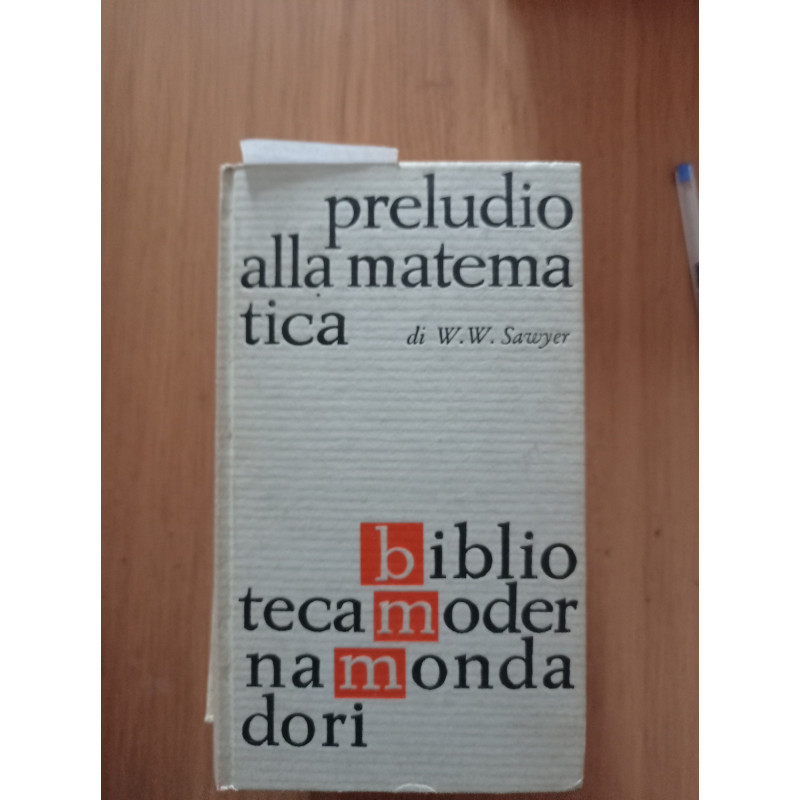 preludio
alla matema
tica di W. W. Sawyer
biblio
teca moder
na monda
dori